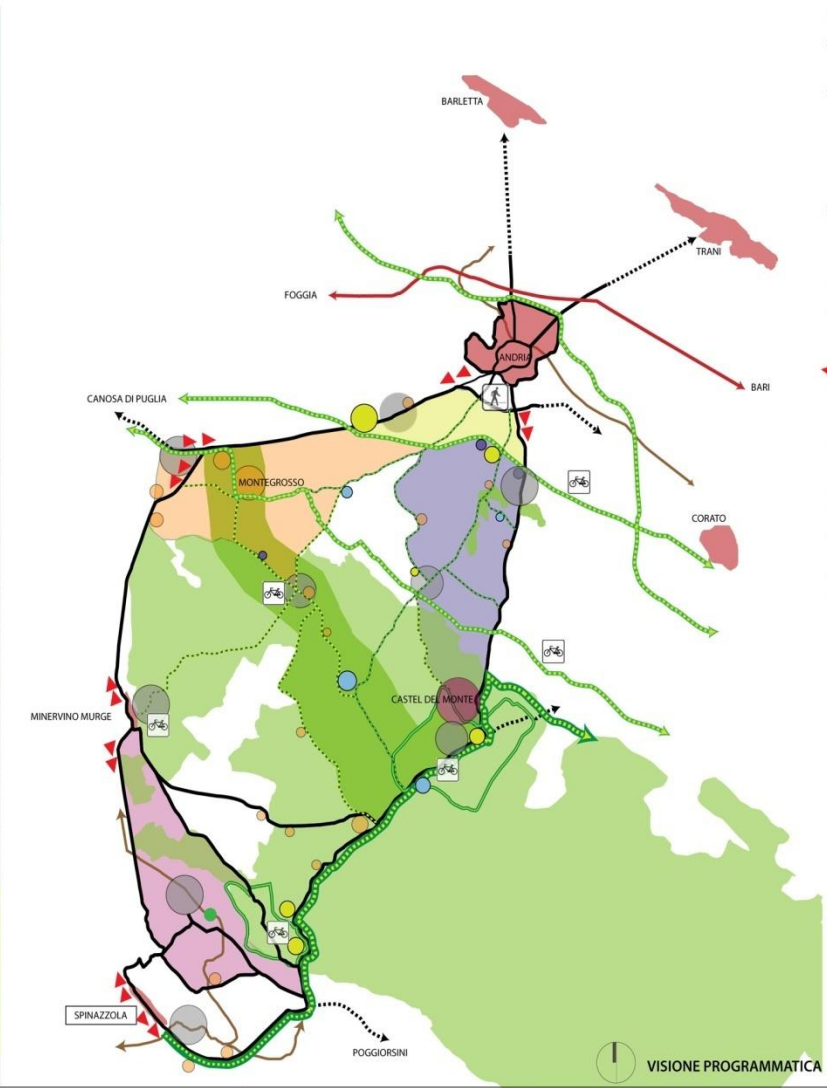 BARLETTA
TRANI
FOGGIA
ANDRIA
BARI
CANOSA DI PUGLIA
MONTEGROSSO
CORATO
CASTEL DEL MONTE
MINERVINO MURGE
SPINAZZOLA
POGGIORSINI
VISIONE PROGRAMMATICA